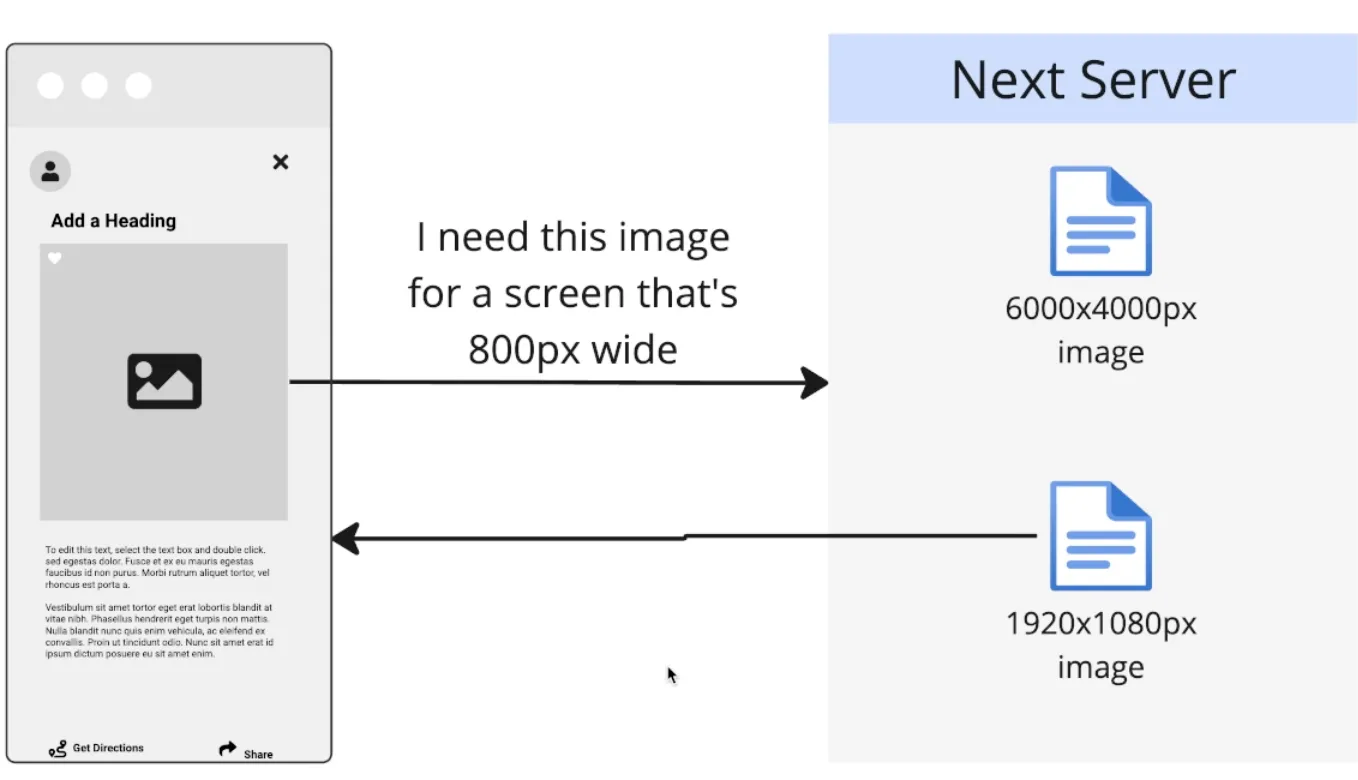 Next Server
Add a Heading
I need this image
for a screen that's
800px wide
6000x4000px
image
To edit this text, select the text box and double click.
sed egestas dolor. Fusce et ex eu mauris egestas
faucibus id non purus. Morbi rutrum aliquet tortor, vel
rhoncus est porta a.
Vestibulum sit amet tortor eget erat lobortis blandit at
vitae nibh. Phasellus hendrerit eget turpis non mattis.
Nulla blandit nunc quis enim vehicula, ac eleifend ex
convallis. Proin ut tincidunt odio. Nunc sit amet erat id
ipsum dictum posuere eu sit amet enim.
1920x1080px
image
Get Directions
Share